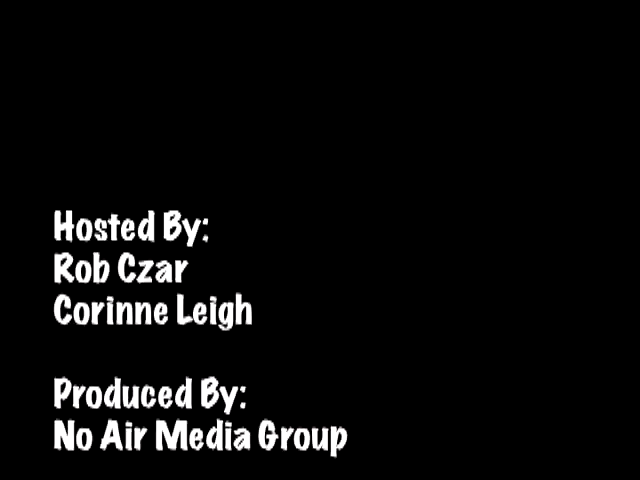 Hosted By:
Rob Czar
Corinne Leigh
Produced By:
No Air Media Group